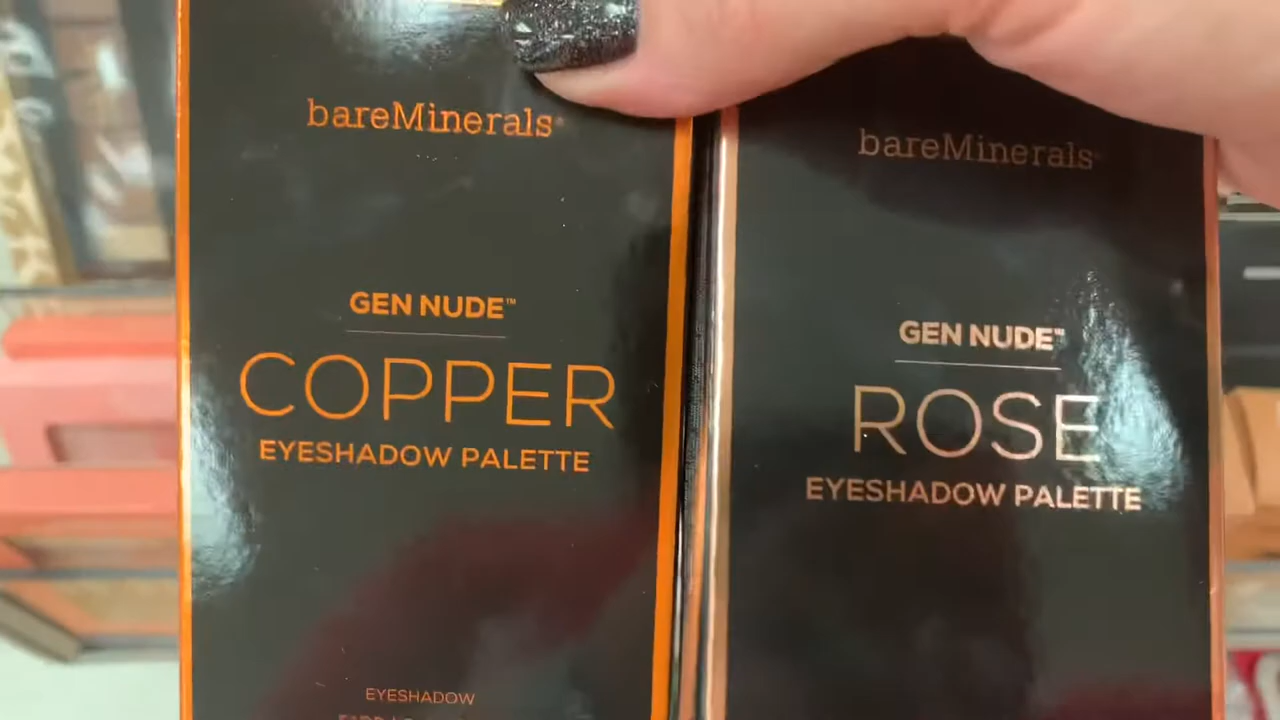 bareMinerals
GEN NUDE™
COPPER
EYESHADOW PALETTE
EYESHADOW
bareMinerals
GEN NUDE™
ROSE
EYESHADOW PALETTE